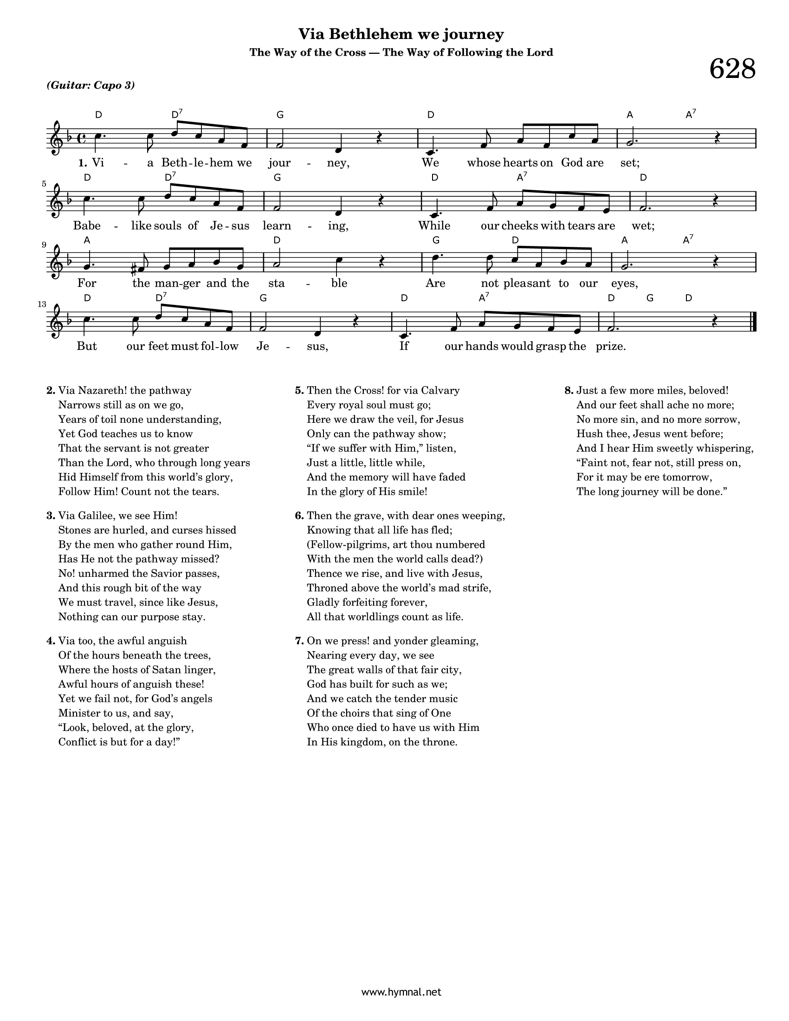 Via Bethlehem we journey
The Way of the Cross — The Way of Following the Lord
628
(Guitar: Capo 3)
D D7 G D A A7
1. Vi - a Beth-le-hem we jour - ney, We whose hearts on God are set;
5
D D7 G D A7 D
Babe - like souls of Je-sus learn - ing, While our cheeks with tears are wet;
9
A D G D A A7
For the man-ger and the sta - ble Are not pleasant to our eyes,
13
D D7 G D A7 D G D
But our feet must fol-low Je - sus, If our hands would grasp the prize.
2. Via Nazareth! the pathway
Narrows still as on we go,
Years of toil none understanding,
Yet God teaches us to know
That the servant is not greater
Than the Lord, who through long years
Hid Himself from this world's glory,
Follow Him! Count not the tears.
3. Via Galilee, we see Him!
Stones are hurled, and curses hissed
By the men who gather round Him,
Has He not the pathway missed?
No! unharmed the Savior passes,
And this rough bit of the way
We must travel, since like Jesus,
Nothing can our purpose stay.
4. Via too, the awful anguish
Of the hours beneath the trees,
Where the hosts of Satan linger,
Awful hours of anguish these!
Yet we fail not, for God's angels
Minister to us, and say,
“Look, beloved, at the glory,
Conflict is but for a day!”
5. Then the Cross! for via Calvary
Every royal soul must go;
Here we draw the veil, for Jesus
Only can the pathway show;
“If we suffer with Him,” listen,
Just a little, little while,
And the memory will have faded
In the glory of His smile!
6. Then the grave, with dear ones weeping,
Knowing that all life has fled;
(Fellow-pilgrims, art thou numbered
With the men the world calls dead?)
Thence we rise, and live with Jesus,
Throned above the world's mad strife,
Gladly forfeiting forever,
All that worldlings count as life.
7. On we press! and yonder gleaming,
Nearing every day, we see
The great walls of that fair city,
God has built for such as we;
And we catch the tender music
Of the choirs that sing of One
Who once died to have us with Him
In His kingdom, on the throne.
8. Just a few more miles, beloved!
And our feet shall ache no more;
No more sin, and no more sorrow,
Hush thee, Jesus went before;
And I hear Him sweetly whispering,
“Faint not, fear not, still press on,
For it may be ere tomorrow,
The long journey will be done.”
www.hymnal.net